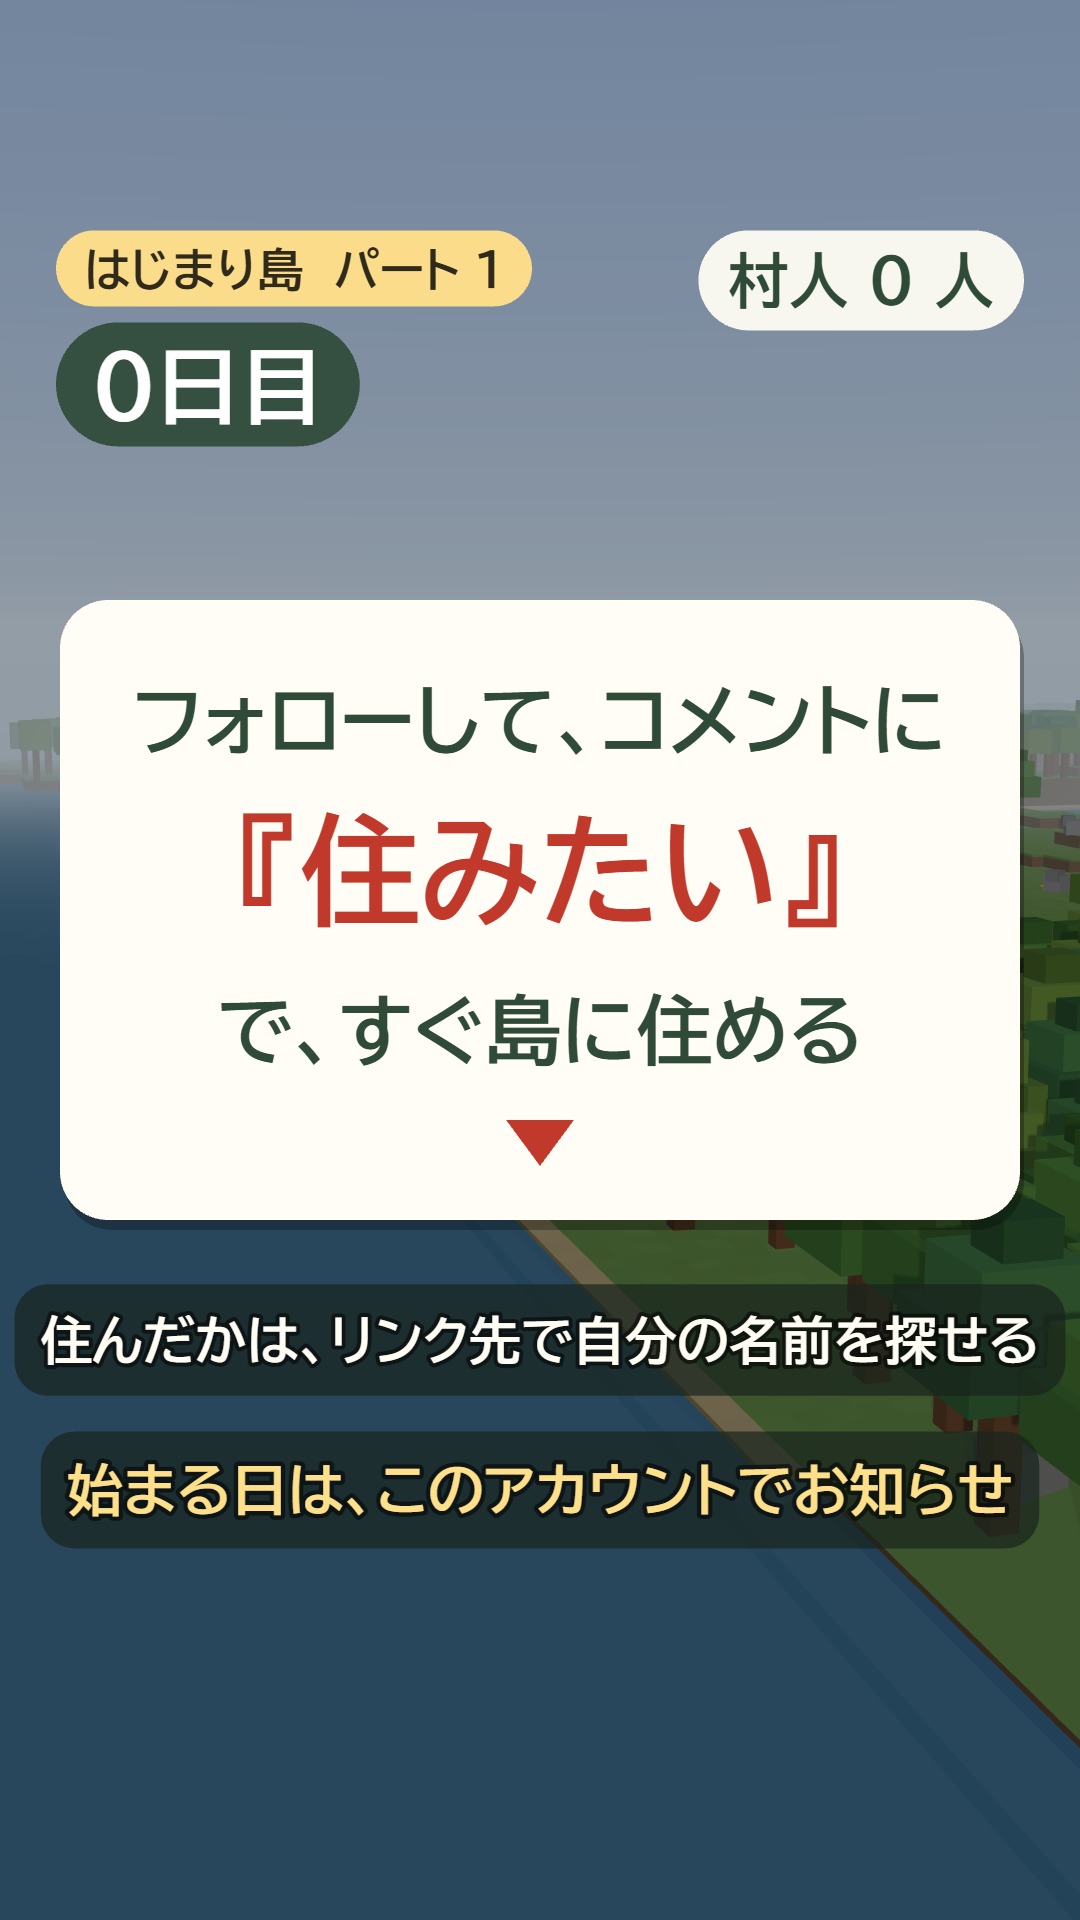 はじまり島 パート 1
村人 0 人
0日目
フォローして、コメントに
『住みたい』
で、すぐ島に住める
住んだかは、リンク先で自分の名前を探せる
始まる日は、このアカウントでお知らせ